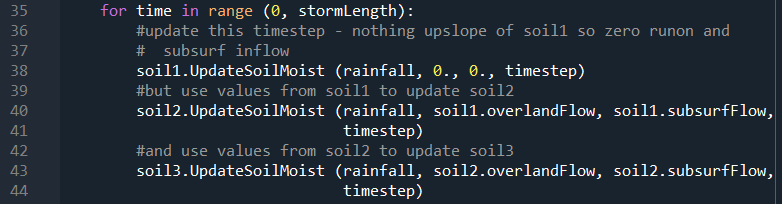 35     for time in range (0, stormLength):
36         #update this timestep - nothing upslope of soil1 so zero runon and
37         #  subsurf inflow
38         soil1.UpdateSoilMoist (rainfall, 0., 0., timestep)
39         #but use values from soil1 to update soil2
40         soil2.UpdateSoilMoist (rainfall, soil1.overlandFlow, soil1.subsurfFlow,
41                                timestep)
42         #and use values from soil2 to update soil3
43         soil3.UpdateSoilMoist (rainfall, soil2.overlandFlow, soil2.subsurfFlow,
44                                timestep)